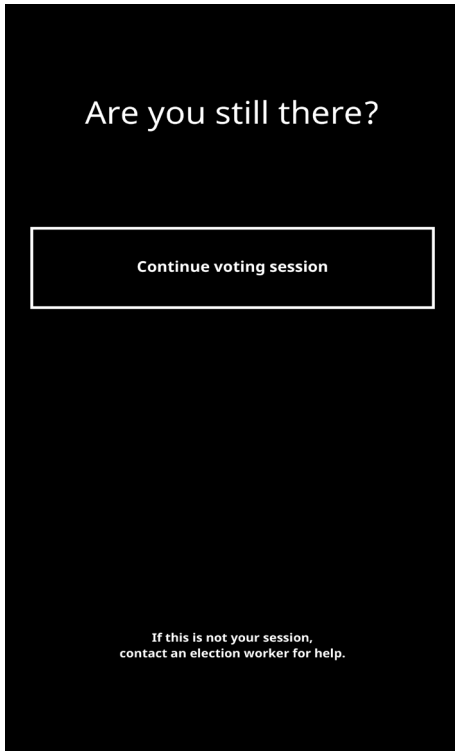 Are you still there?
Continue voting session
If this is not your session,
contact an election worker for help.